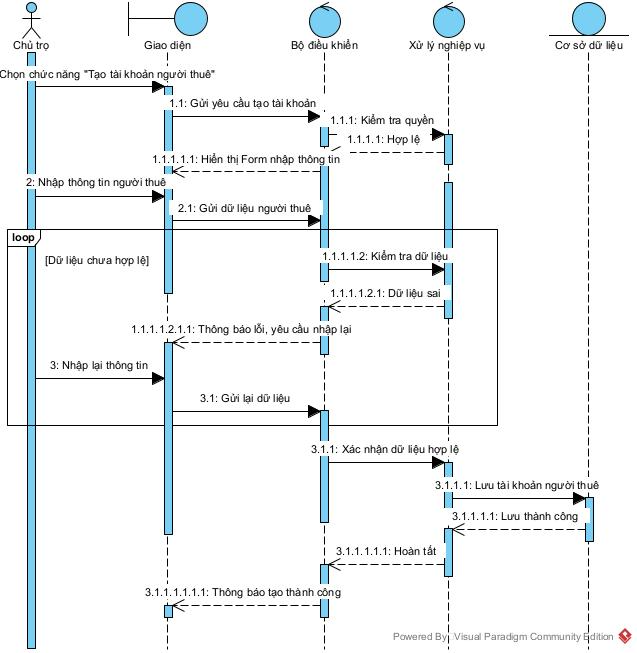 Chủ trọ
Giao diện
Bộ điều khiển
Xử lý nghiệp vụ
Cơ sở dữ liệu
Chọn chức năng "Tạo tài khoản người thuê"
1.1: Gửi yêu cầu tạo tài khoản
1.1.1: Kiểm tra quyền
1.1.1.1: Hợp lệ
1.1.1.1.1: Hiển thị Form nhập thông tin
2: Nhập thông tin người thuê
2.1: Gửi dữ liệu người thuê
loop
[Dữ liệu chưa hợp lệ]
1.1.1.1.2: Kiểm tra dữ liệu
1.1.1.1.2.1: Dữ liệu sai
1.1.1.1.2.1.1: Thông báo lỗi, yêu cầu nhập lại
3: Nhập lại thông tin
3.1: Gửi lại dữ liệu
3.1.1: Xác nhận dữ liệu hợp lệ
3.1.1.1: Lưu tài khoản người thuê
3.1.1.1.1: Lưu thành công
3.1.1.1.1.1: Hoàn tất
3.1.1.1.1.1.1: Thông báo tạo thành công
Powered By: Visual Paradigm Community Edition